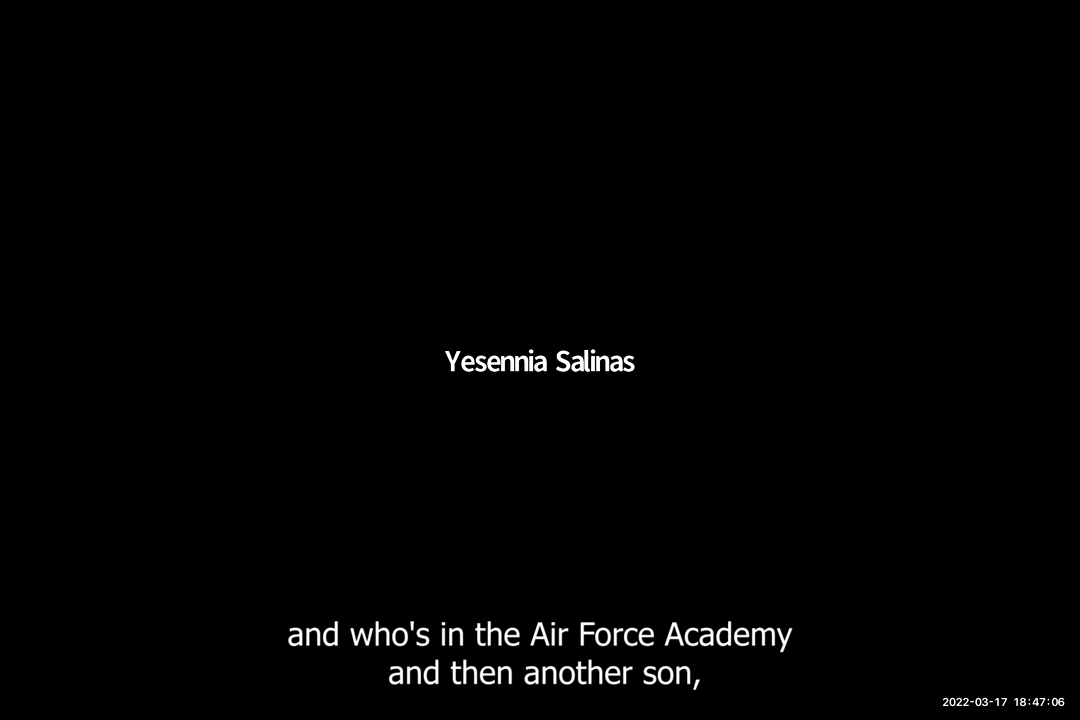 Yesennia Salinas
and who's in the Air Force Academy
and then another son,
2022-03-17 18:47:06